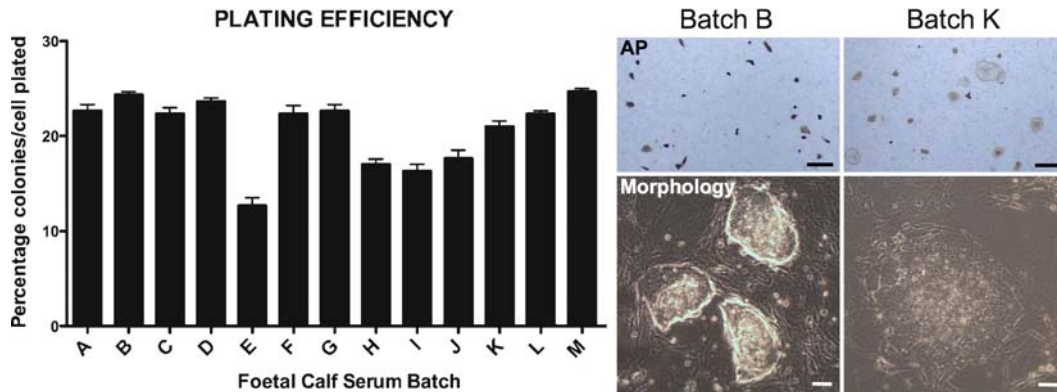 PLATING EFFICIENCY
Percentage colonies/cell plated
30
20
10
0
A B C D E F G H I J K L M
Foetal Calf Serum Batch
Batch B Batch K
AP
Morphology